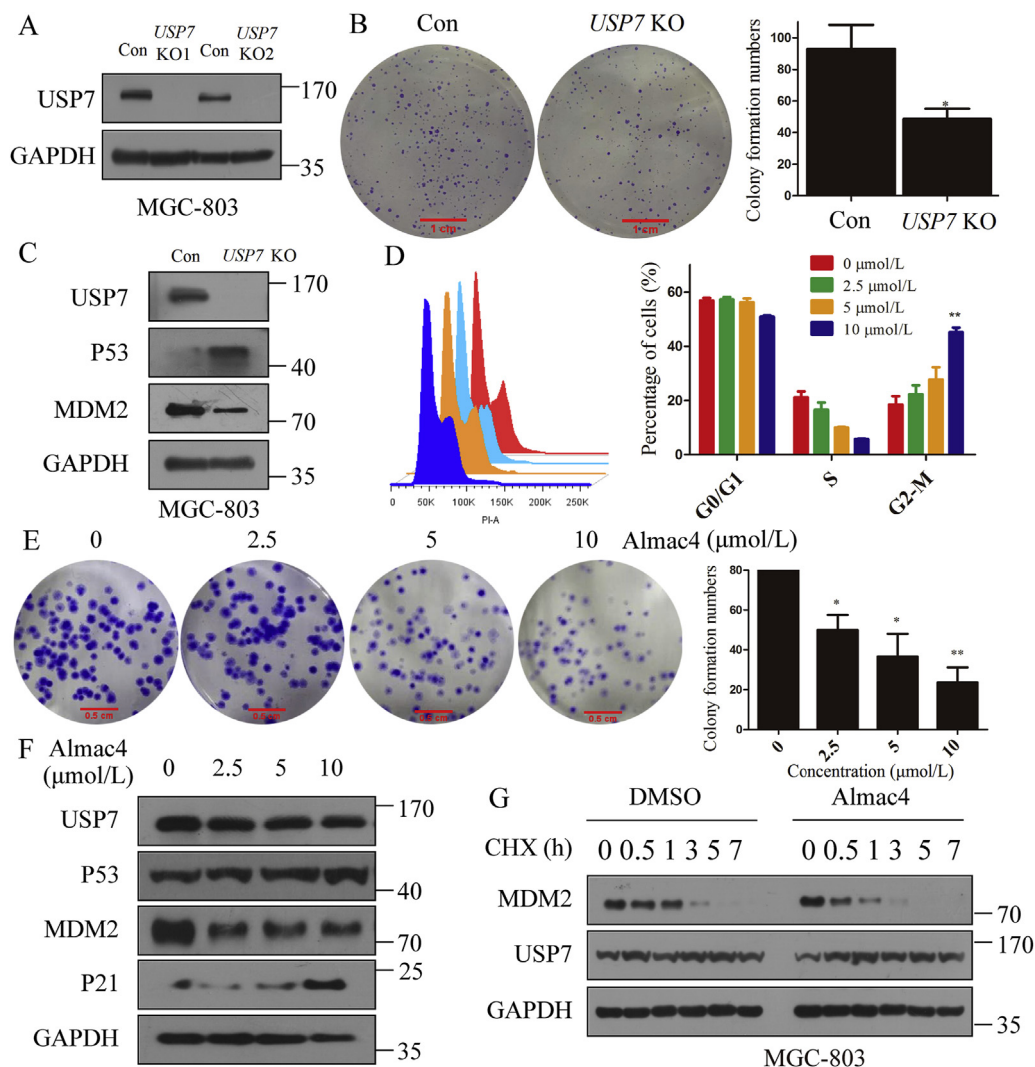 A
Con
USP7
KO1
Con
USP7
KO2
USP7
170
GAPDH
35
MGC-803
B
Con
USP7 KO
1 cm
1 cm
Colony formation numbers
100
80
60
40
20
0
*
Con
USP7 KO
C
Con
USP7 KO
USP7
170
P53
40
MDM2
70
GAPDH
35
MGC-803
D
0
50K
100K
150K
200K
250K
PI-A
Percentage of cells (%)
60
40
20
0
0 μmol/L
2.5 μmol/L
5 μmol/L
10 μmol/L
**
G0/G1
S
G2-M
E
0
2.5
5
10
Almac4 (μmol/L)
0.5 cm
0.5 cm
0.5 cm
0.5 cm
Colony formation numbers
80
60
40
20
0
*
*
**
0
2.5
5
10
Concentration (μmol/L)
F
Almac4
(μmol/L)
0
2.5
5
10
USP7
170
P53
40
MDM2
70
P21
25
GAPDH
35
G
DMSO
Almac4
CHX (h)
0 0.5 1 3 5 7
0 0.5 1 3 5 7
MDM2
70
USP7
170
GAPDH
35
MGC-803